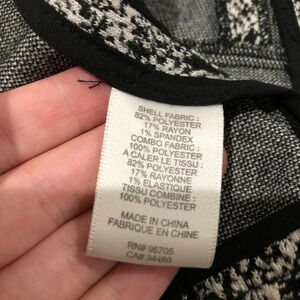 SHELL FABRIC :
82% POLYESTER
17% RAYON
1% SPANDEX
COMBO FABRIC :
100% POLYESTER
A CALER LE TISSU :
82% POLYESTER
17% RAYONNE
1% ELASTIQUE
TISSU COMBINE :
100% POLYESTER
MADE IN CHINA
FABRIQUE EN CHINE
RN# 96705
CA# 34469